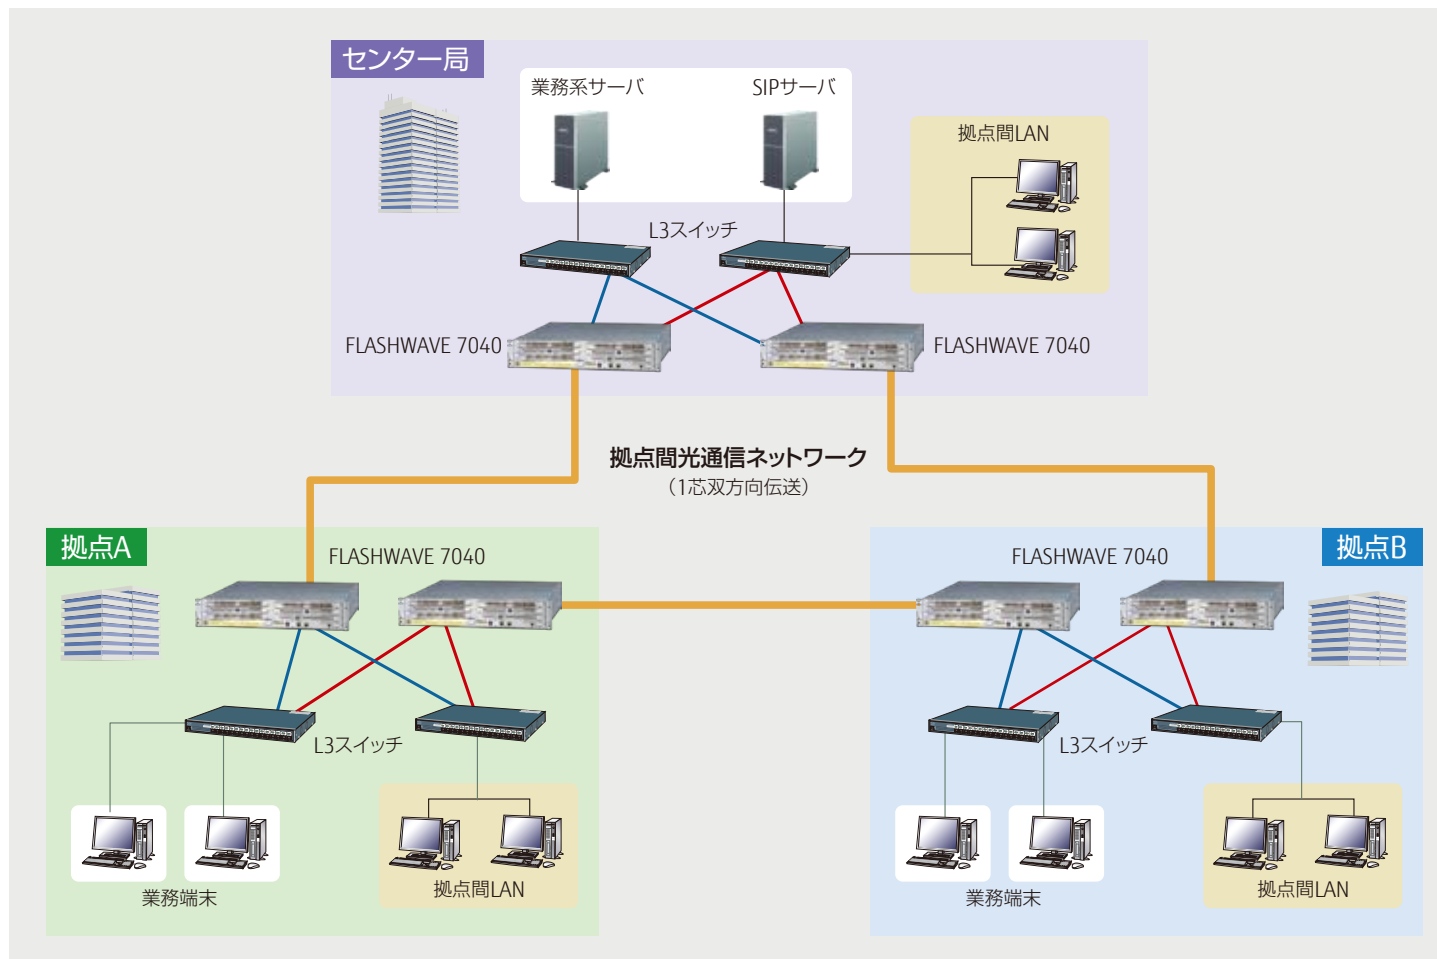 センター局
業務系サーバ
SIPサーバ
拠点間LAN
L3スイッチ
FLASHWAVE 7040
FLASHWAVE 7040
拠点間光通信ネットワーク
（1芯双方向伝送）
拠点A
FLASHWAVE 7040
L3スイッチ
業務端末
拠点間LAN
拠点B
FLASHWAVE 7040
L3スイッチ
業務端末
拠点間LAN